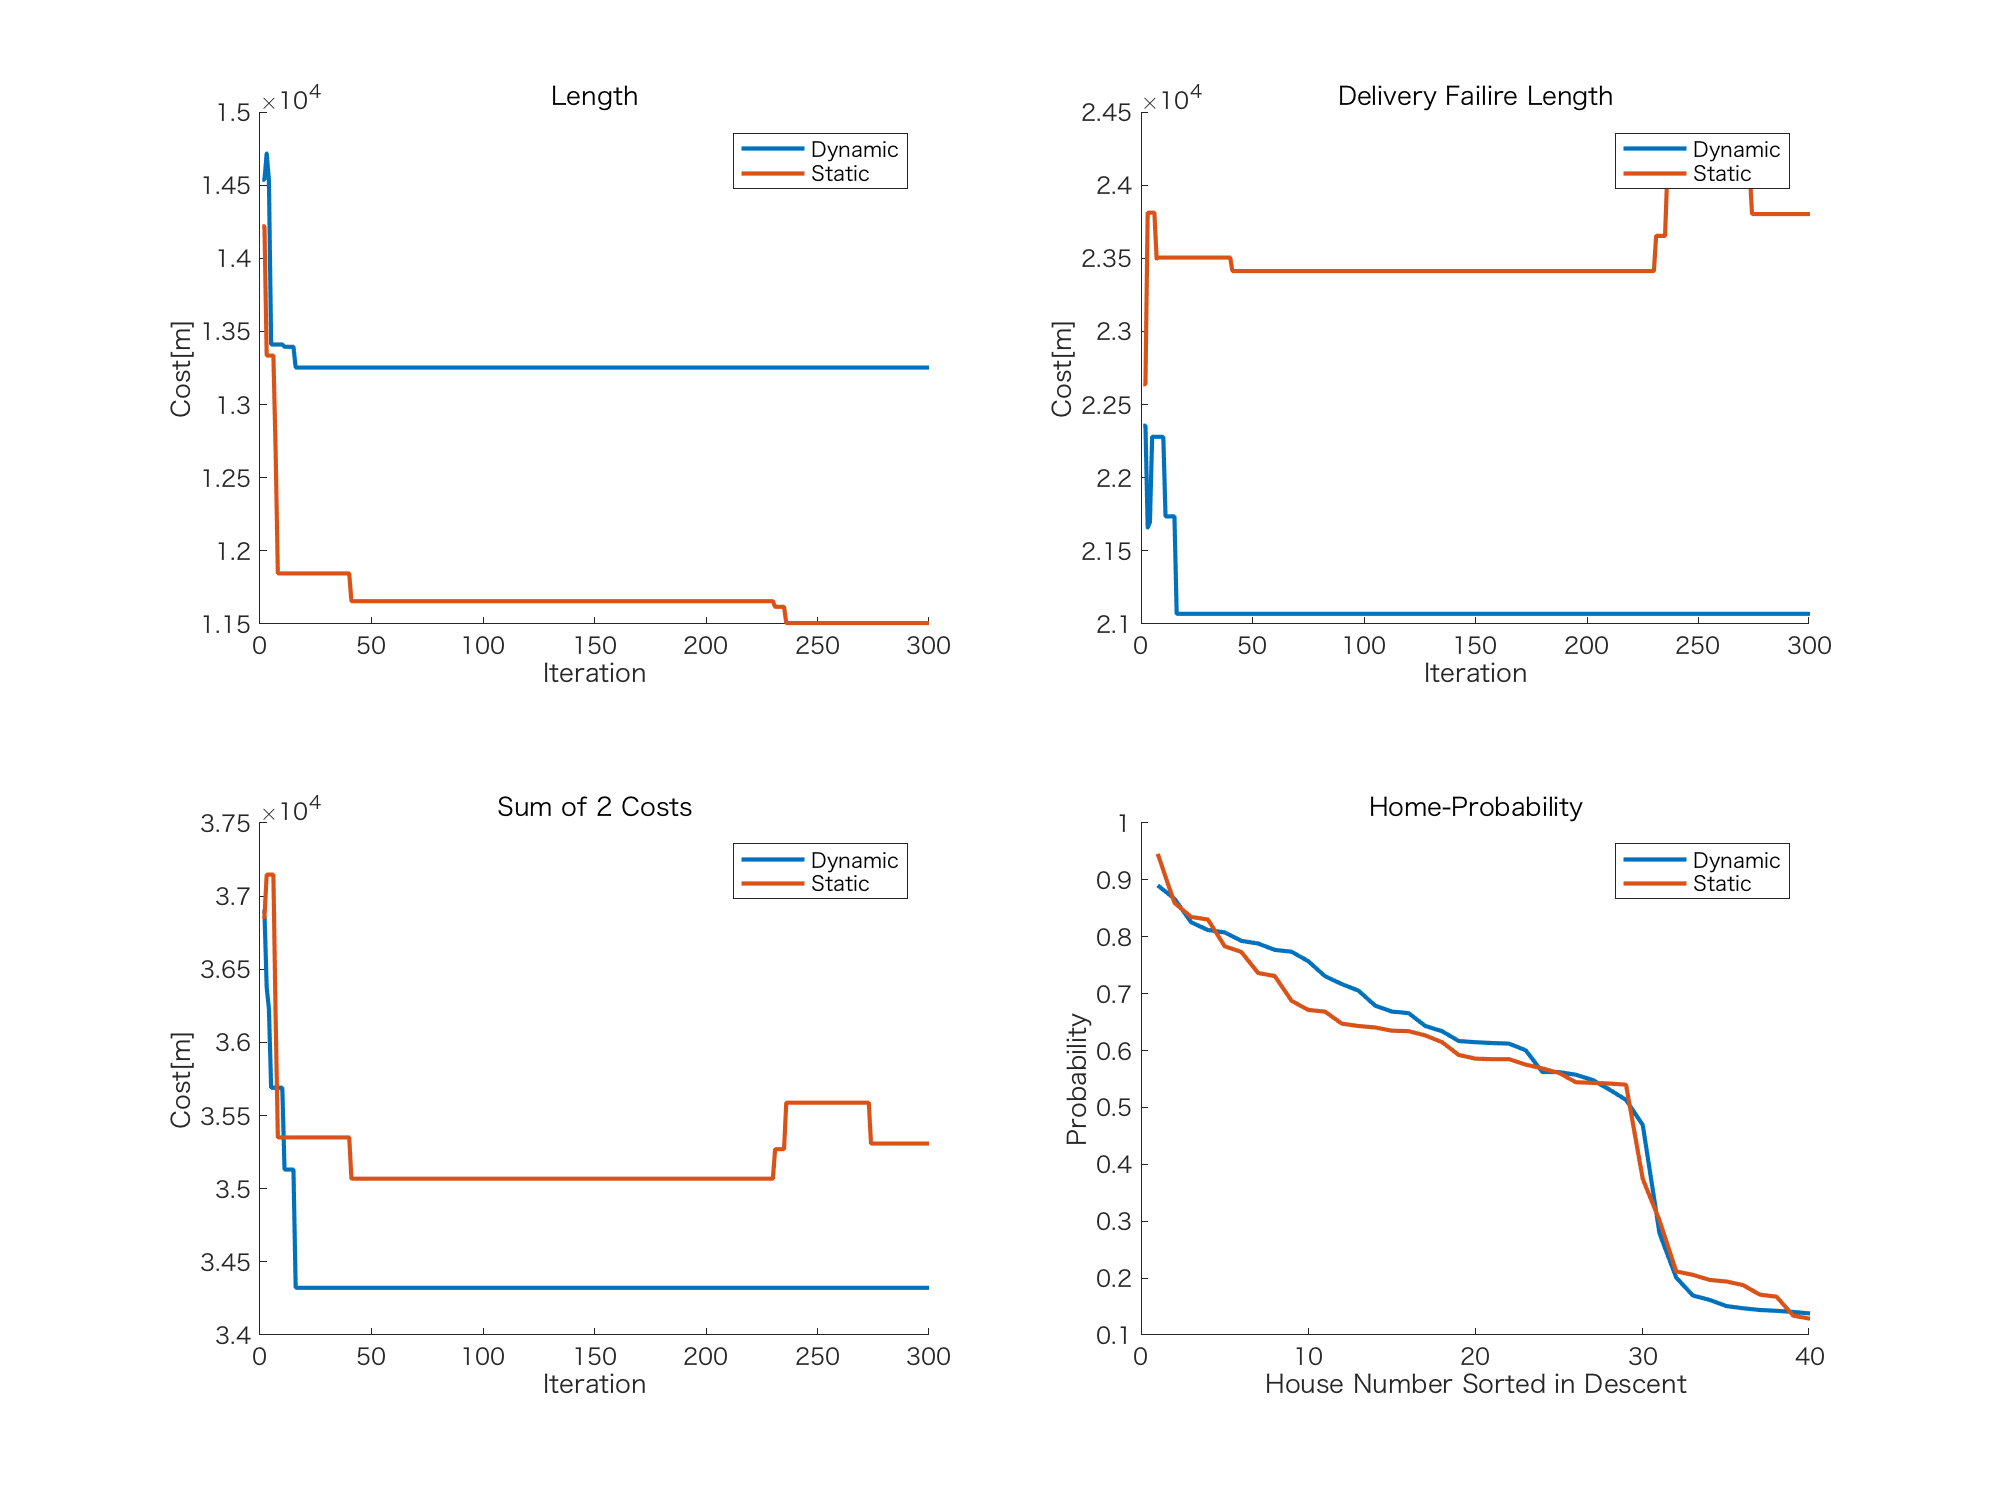 Length
×10^4
1.5
1.45
1.4
1.35
1.3
1.25
1.2
1.15
Cost[m]
0 50 100 150 200 250 300
Iteration
Dynamic
Static
Delivery Failire Length
×10^4
2.45
2.4
2.35
2.3
2.25
2.2
2.15
2.1
Cost[m]
0 50 100 150 200 250 300
Iteration
Dynamic
Static
Sum of 2 Costs
×10^4
3.75
3.7
3.65
3.6
3.55
3.5
3.45
3.4
Cost[m]
0 50 100 150 200 250 300
Iteration
Dynamic
Static
Home-Probability
1
0.9
0.8
0.7
0.6
0.5
0.4
0.3
0.2
0.1
Probability
0 10 20 30 40
House Number Sorted in Descent
Dynamic
Static